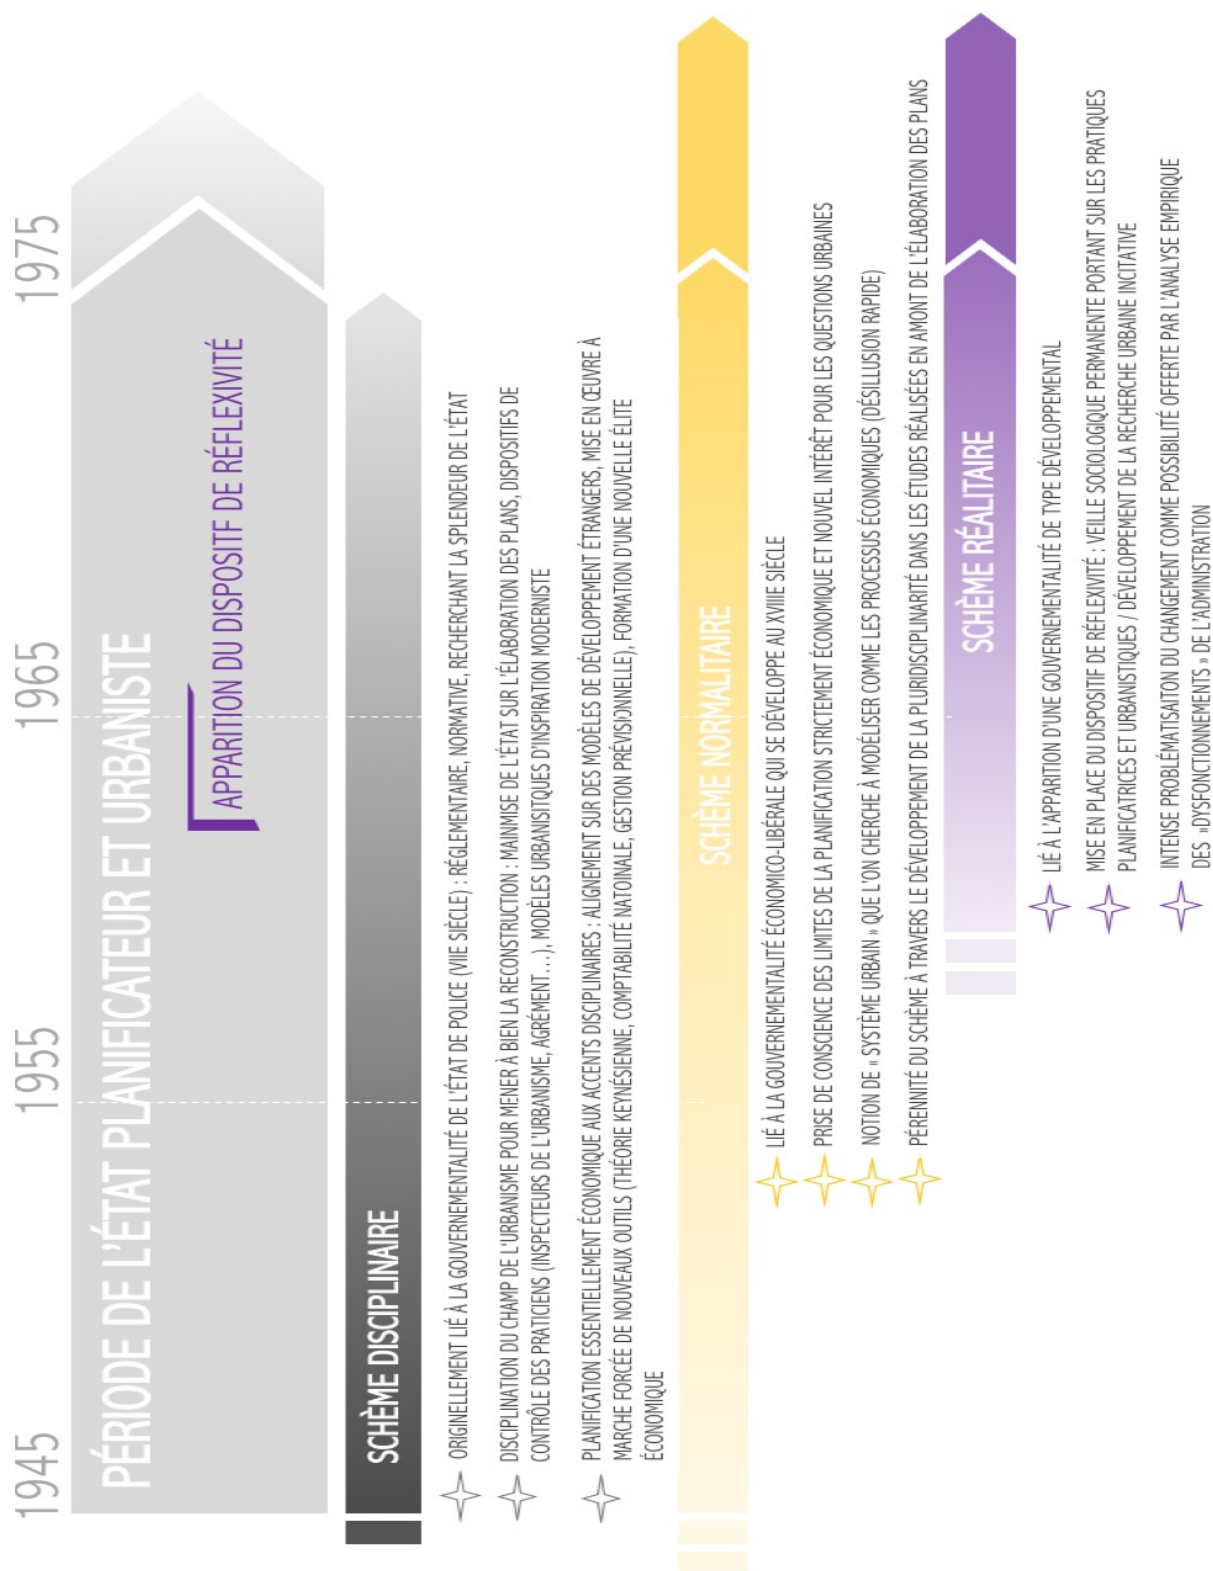 1945
1955
1965
1975
PÉRIODE DE L'ÉTAT PLANIFICATEUR ET URBANISTE
APPARITION DU DISPOSITIF DE RÉFLEXIVITÉ
SCHÈME DISCIPLINAIRE
ORIGINELLEMENT LIÉ À LA GOUVERNEMENTALITÉ DE L'ÉTAT DE POLICE (VIIE SIÈCLE) : RÉGLEMENTAIRE, NORMATIVE, RECHERCHANT LA SPLENDEUR DE L'ÉTAT
DISCIPLINATION DU CHAMP DE L'URBANISME POUR MENER À BIEN LA RECONSTRUCTION : MAINMISE DE L'ÉTAT SUR L'ÉLABORATION DES PLANS, DISPOSITIFS DE
CONTRÔLE DES PRATICIENS (INSPECTEURS DE L'URBANISME, AGRÉMENT...), MODÈLES URBANISITQUES D'INSPIRATION MODERNISTE
PLANIFICATION ESSENTIELLEMENT ÉCONOMIQUE AUX ACCENTS DISCIPLINAIRES : ALIGNEMENT SUR DES MODÈLES DE DÉVELOPPEMENT ÉTRANGERS, MISE EN ŒUVRE À
MARCHE FORCÉE DE NOUVEAUX OUTILS (THÉORIE KEYNÉSIENNE, COMPTABILITÉ NATOINALE, GESTION PRÉVISIONNELLE), FORMATION D'UNE NOUVELLE ÉLITE
ÉCONOMIQUE
SCHÈME NORMALITAIRE
LIÉ À LA GOUVERNEMENTALITÉ ÉCONOMICO-LIBÉRALE QUI SE DÉVELOPPE AU XVIIIE SIÈCLE
PRISE DE CONSCIENCE DES LIMITES DE LA PLANIFICATION STRICTEMENT ÉCONOMIQUE ET NOUVEL INTÉRÊT POUR LES QUESTIONS URBAINES
NOTION DE « SYSTÈME URBAIN » QUE L'ON CHERCHE À MODÉLISER COMME LES PROCESSUS ÉCONOMIQUES (DÉSILLUSION RAPIDE)
PÉRENNITÉ DU SCHÈME À TRAVERS LE DÉVELOPPEMENT DE LA PLURIDISCIPLINARITÉ DANS LES ÉTUDES RÉALISÉES EN AMONT DE L'ÉLABORATION DES PLANS
SCHÈME RÉALITAIRE
LIÉ À L'APPARITION D'UNE GOUVERNEMENTALITÉ DE TYPE DÉVELOPPEMENTAL
MISE EN PLACE DU DISPOSITIF DE RÉFLEXIVITÉ : VEILLE SOCIOLOGIQUE PERMANENTE PORTANT SUR LES PRATIQUES
PLANIFICATRICES ET URBANISTIQUES / DÉVELOPPEMENT DE LA RECHERCHE URBAINE INCITATIVE
INTENSE PROBLÉMATISAITON DU CHANGEMENT COMME POSSIBILITÉ OFFERTE PAR L'ANALYSE EMPIRIQUE
DES »DYSFONCTIONNEMENTS » DE L'ADMINISTRATION